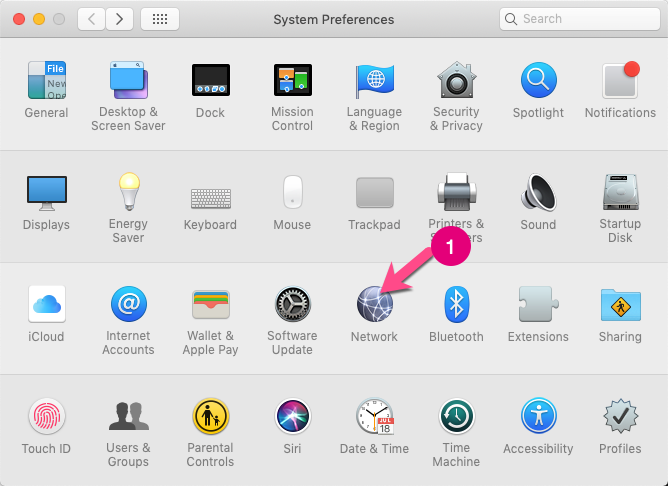 System Preferences
Search
File
New
Ope
General
Desktop &
Screen Saver
Dock
Mission
Control
Language
& Region
Security
& Privacy
Spotlight
Notifications
Displays
Energy
Saver
Keyboard
Mouse
Trackpad
Printers &
Sound
Startup
Disk
1
iCloud
@
Internet
Accounts
Wallet &
Apple Pay
Software
Update
Network
Bluetooth
Extensions
Sharing
Touch ID
Users &
Groups
Parental
Controls
Siri
JUL
18
Date & Time
Time
Machine
Accessibility
Profiles